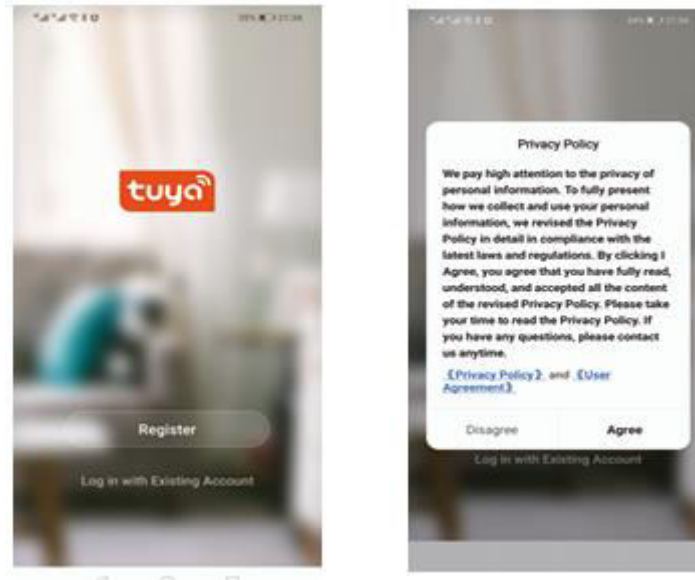 tuya
Register
Log in with Existing Account
Privacy Policy
We pay high attention to the privacy of
personal information. To fully present
how we collect and use your personal
information, we revised the Privacy
Policy in detail in compliance with the
latest laws and regulations. By clicking I
Agree, you agree that you have fully read,
understood, and accepted all the content
of the revised Privacy Policy. Please take
your time to read the Privacy Policy. If
you have any questions, please contact
us anytime.
《Privacy Policy》 and 《User
Agreement》
Disagree Agree
Log in with Existing Account